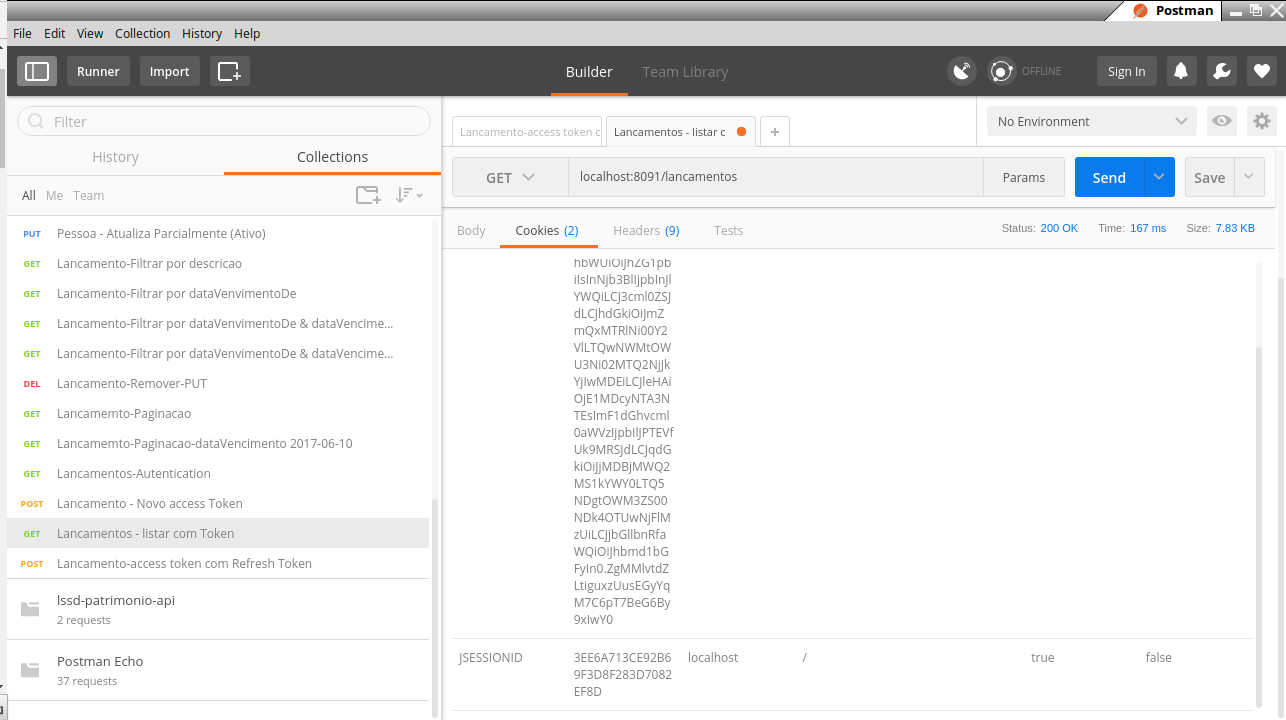 Postman
File Edit View Collection History Help
Runner Import Builder Team Library OFFLINE Sign In
Filter
History Collections
All Me Team
PUT Pessoa - Atualiza Parcialmente (Ativo)
GET Lancamento-Filtrar por descricao
GET Lancamento-Filtrar por dataVenvimentoDe
GET Lancamento-Filtrar por dataVenvimentoDe & dataVencime...
GET Lancamento-Filtrar por dataVenvimentoDe & dataVencime...
DEL Lancamento-Remover-PUT
GET Lancamemto-Paginacao
GET Lancamemto-Paginacao-dataVencimento 2017-06-10
GET Lancamentos-Autentication
POST Lancamento - Novo access Token
GET Lancamentos - listar com Token
POST Lancamento-access token com Refresh Token
lssd-patrimonio-api
2 requests
Postman Echo
37 requests
Lancamento-access token c Lancamentos - listar c + No Environment
GET localhost:8091/lancamentos Params Send Save
Body Cookies (2) Headers (9) Tests Status: 200 OK Time: 167 ms Size: 7.83 KB
hbWUiOiJhZG1pb
iIsInNjb3BlIjpbInJl
YWQiLCJ3cml0ZSJ
dLCJhdGkiOiJmZ
mQxMTRlNi00Y2
VlLTQwNWMtOW
U3Ni02MTQ2NjJk
YjIwMDEiLCJleHAi
OjE1MDcyNTA3N
TEsImF1dGhvcml
0aWVzIjpbIlJPTEVf
Uk9MRSJdLCJqdG
kiOiJjMDBjMWQ2
MS1kYWY0LTQ5
NDgtOWM3ZS00
NDk4OTUwNjFlM
zUiLCJjbGllbnRfa
WQiOiJhbmd1bG
FyIn0.ZgMMlvtdZ
LtiguxzUusEGyYq
M7C6pT7BeG6By
9xIwY0
JSESSIONID 3EE6A713CE92B6 localhost / true false
9F3D8F283D7082
EF8D